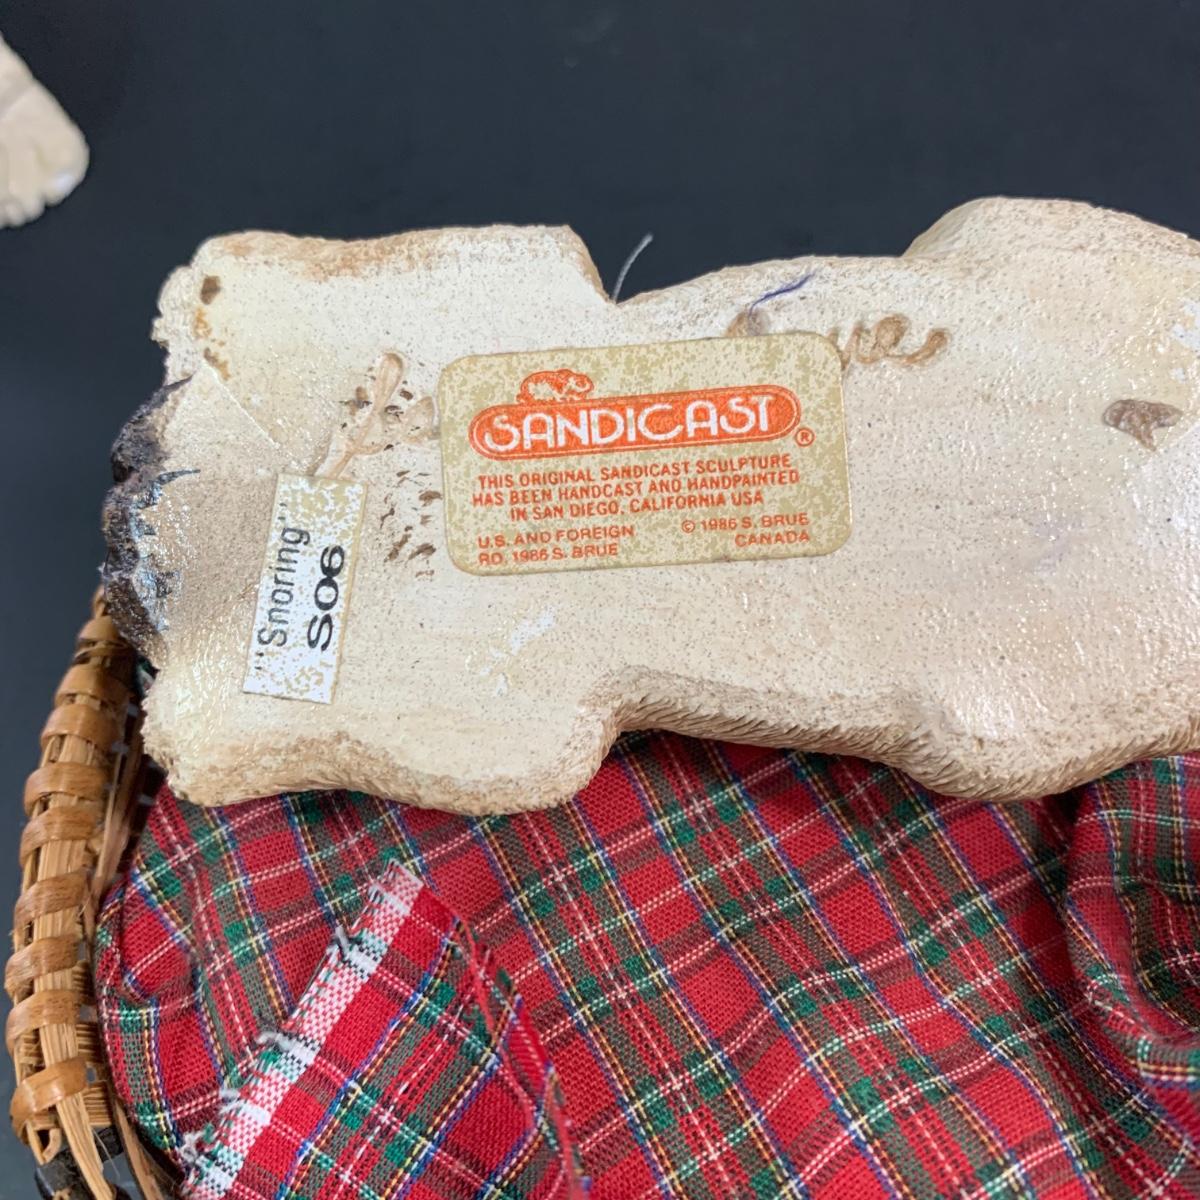 SANDICAST®
THIS ORIGINAL SANDICAST SCULPTURE
HAS BEEN HANDCAST AND HANDPAINTED
IN SAN DIEGO, CALIFORNIA USA
U.S. AND FOREIGN
RD. 1986 S. BRUE
© 1986 S. BRUE
CANADA
"Snoring"
S06